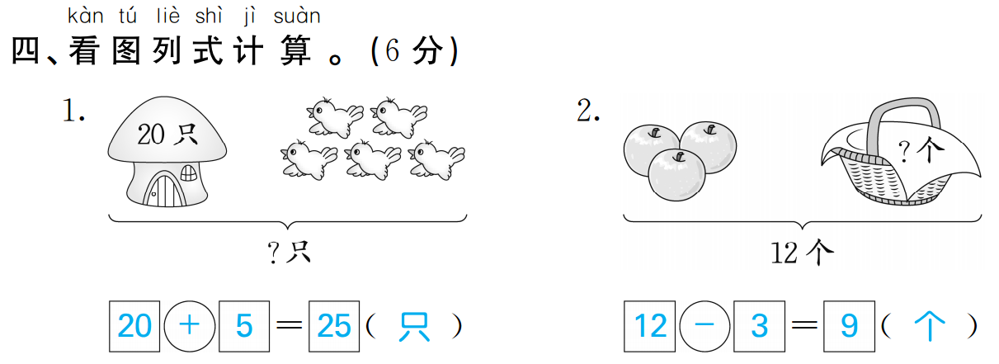 kàn tú liè shì jì suàn
四、看图列式计算。(6分)
1.
20只
?只
20 + 5 = 25 ( 只 )
2.
?个
12个
12 - 3 = 9 ( 个 )